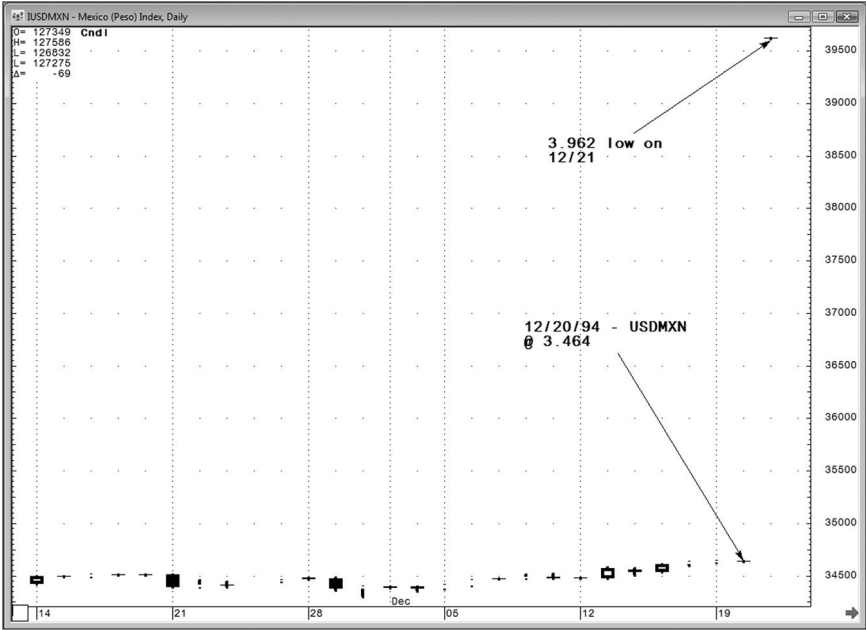 IUSDMXN - Mexico (Peso) Index, Daily
O= 127349 Cndl
H= 127586
L= 126832
L= 127275
Δ= -69
39500
3.962 low on
12/21
39000
38500
38000
37500
37000
12/20/94 - USDMXN
@ 3.464
36500
36000
35500
35000
34500
Dec
14 21 28 05 12 19